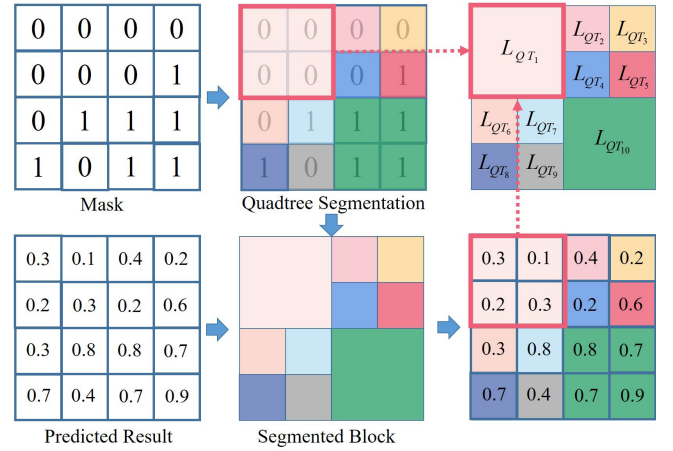 0 0 0 0
0 0 0 1
0 1 1 1
1 0 1 1
Mask
0 0 0 0
0 0 0 1
0 1 1 1
1 0 1 1
Quadtree Segmentation
L_{QT_1} L_{QT_2} L_{QT_3}
L_{QT_4} L_{QT_5}
L_{QT_6} L_{QT_7} L_{QT_{10}}
L_{QT_8} L_{QT_9}
0.3 0.1 0.4 0.2
0.2 0.3 0.2 0.6
0.3 0.8 0.8 0.7
0.7 0.4 0.7 0.9
Predicted Result
Segmented Block
0.3 0.1 0.4 0.2
0.2 0.3 0.2 0.6
0.3 0.8 0.8 0.7
0.7 0.4 0.7 0.9